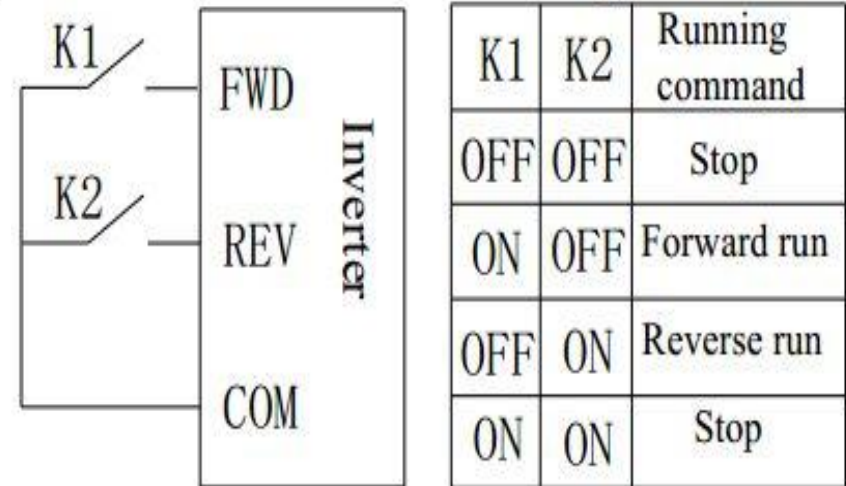 K1
FWD
K2
REV
COM
Inverter
K1 K2 Running command
OFF OFF Stop
ON OFF Forward run
OFF ON Reverse run
ON ON Stop